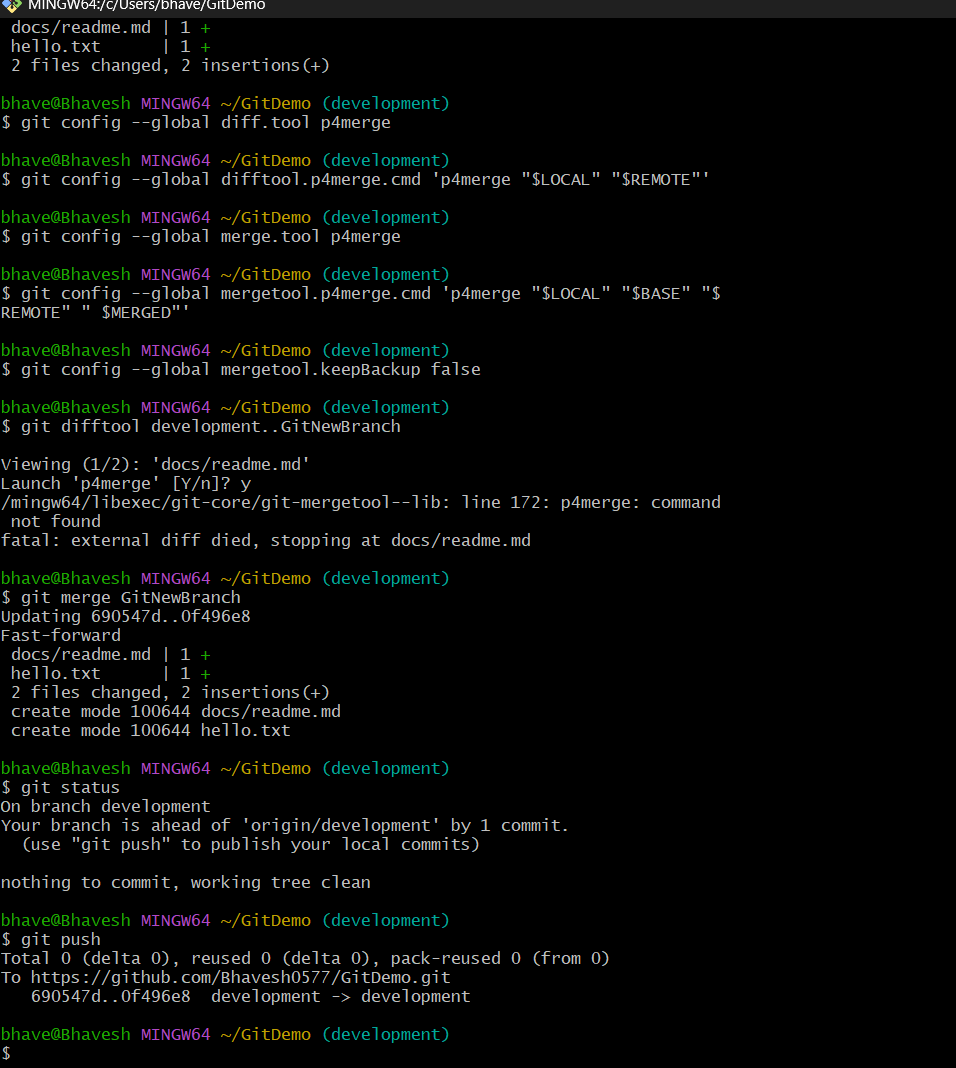 MINGW64:/c/Users/bhave/GitDemo
docs/readme.md | 1 +
hello.txt      | 1 +
2 files changed, 2 insertions(+)
bhave@Bhavesh MINGW64 ~/GitDemo (development)
$ git config --global diff.tool p4merge
bhave@Bhavesh MINGW64 ~/GitDemo (development)
$ git config --global difftool.p4merge.cmd 'p4merge "$LOCAL" "$REMOTE"'
bhave@Bhavesh MINGW64 ~/GitDemo (development)
$ git config --global merge.tool p4merge
bhave@Bhavesh MINGW64 ~/GitDemo (development)
$ git config --global mergetool.p4merge.cmd 'p4merge "$LOCAL" "$BASE" "$
REMOTE" " $MERGED"'
bhave@Bhavesh MINGW64 ~/GitDemo (development)
$ git config --global mergetool.keepBackup false
bhave@Bhavesh MINGW64 ~/GitDemo (development)
$ git difftool development..GitNewBranch
Viewing (1/2): 'docs/readme.md'
Launch 'p4merge' [Y/n]? y
/mingw64/libexec/git-core/git-mergetool--lib: line 172: p4merge: command
not found
fatal: external diff died, stopping at docs/readme.md
bhave@Bhavesh MINGW64 ~/GitDemo (development)
$ git merge GitNewBranch
Updating 690547d..0f496e8
Fast-forward
docs/readme.md | 1 +
hello.txt      | 1 +
2 files changed, 2 insertions(+)
create mode 100644 docs/readme.md
create mode 100644 hello.txt
bhave@Bhavesh MINGW64 ~/GitDemo (development)
$ git status
On branch development
Your branch is ahead of 'origin/development' by 1 commit.
(use "git push" to publish your local commits)
nothing to commit, working tree clean
bhave@Bhavesh MINGW64 ~/GitDemo (development)
$ git push
Total 0 (delta 0), reused 0 (delta 0), pack-reused 0 (from 0)
To https://github.com/Bhavesh0577/GitDemo.git
690547d..0f496e8  development -> development
bhave@Bhavesh MINGW64 ~/GitDemo (development)
$